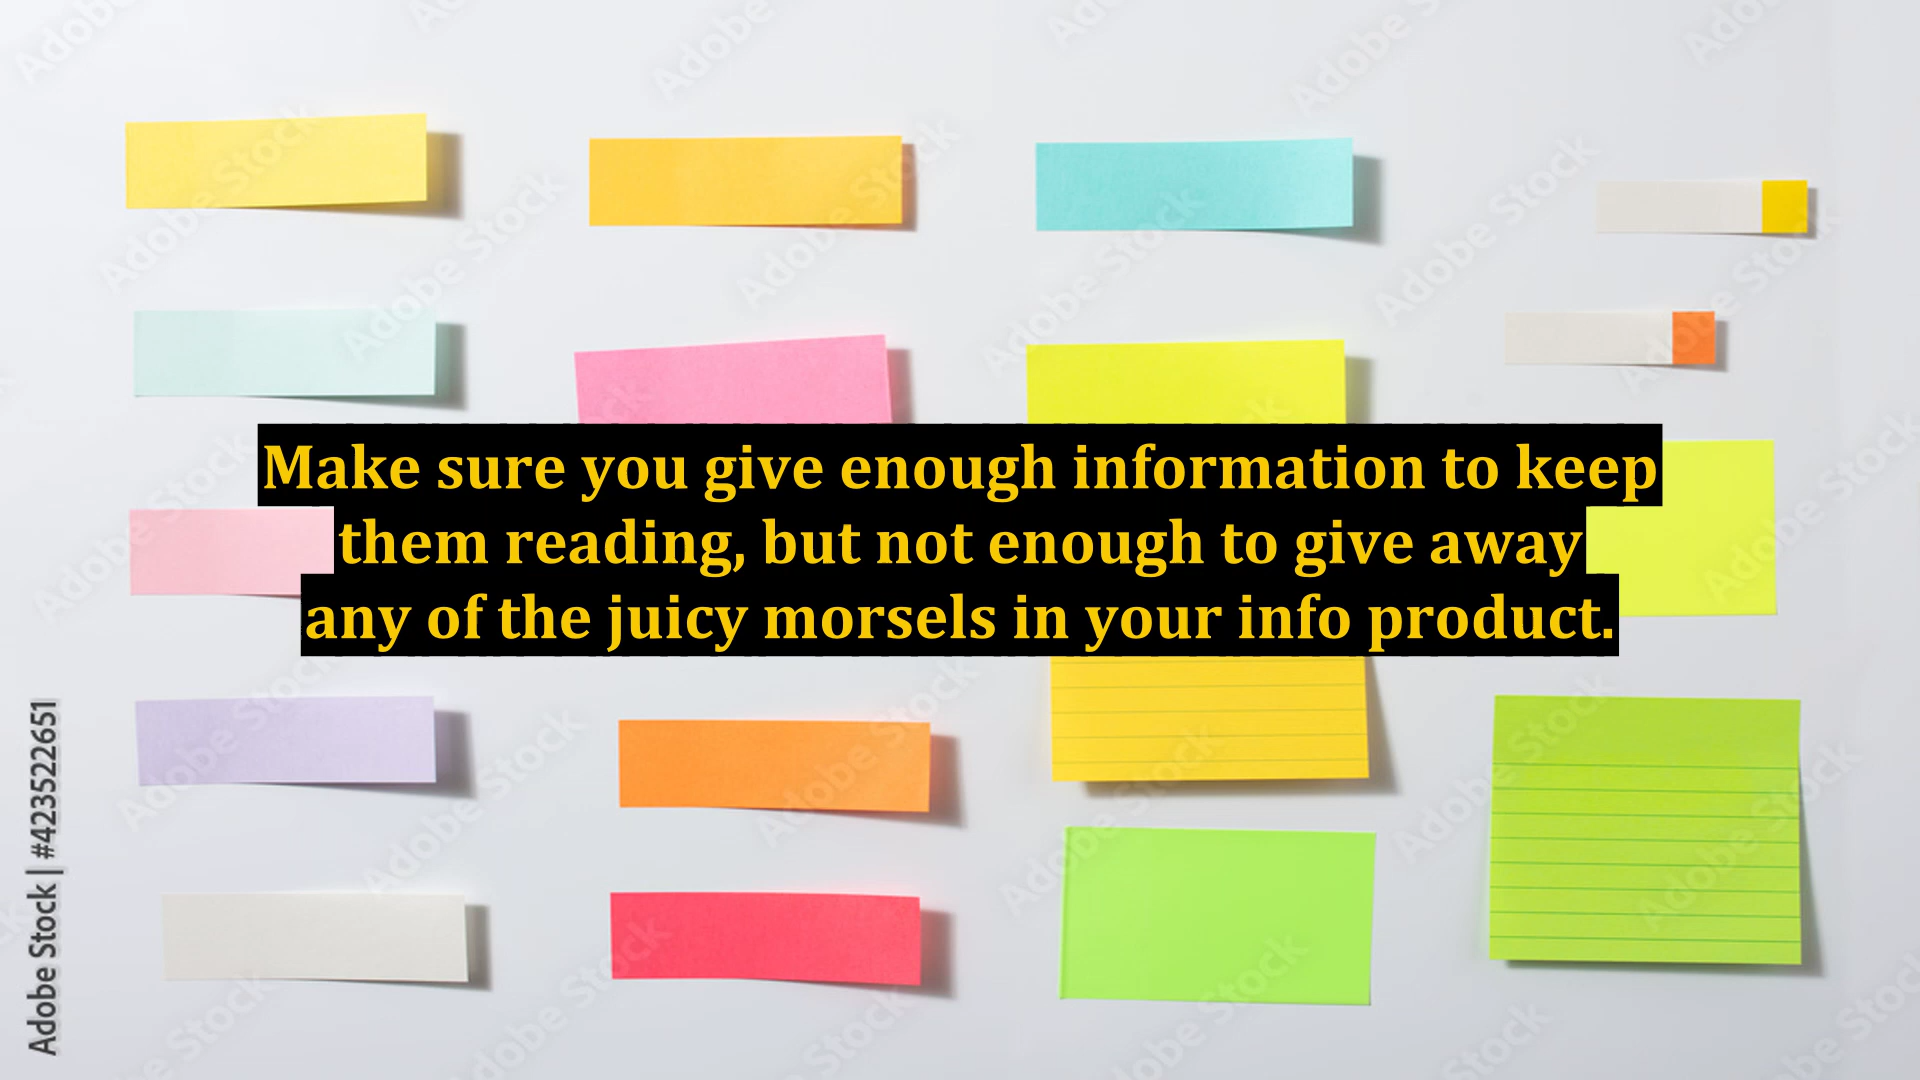 Make sure you give enough information to keep
them reading, but not enough to give away
any of the juicy morsels in your info product.
Adobe Stock | #423522651